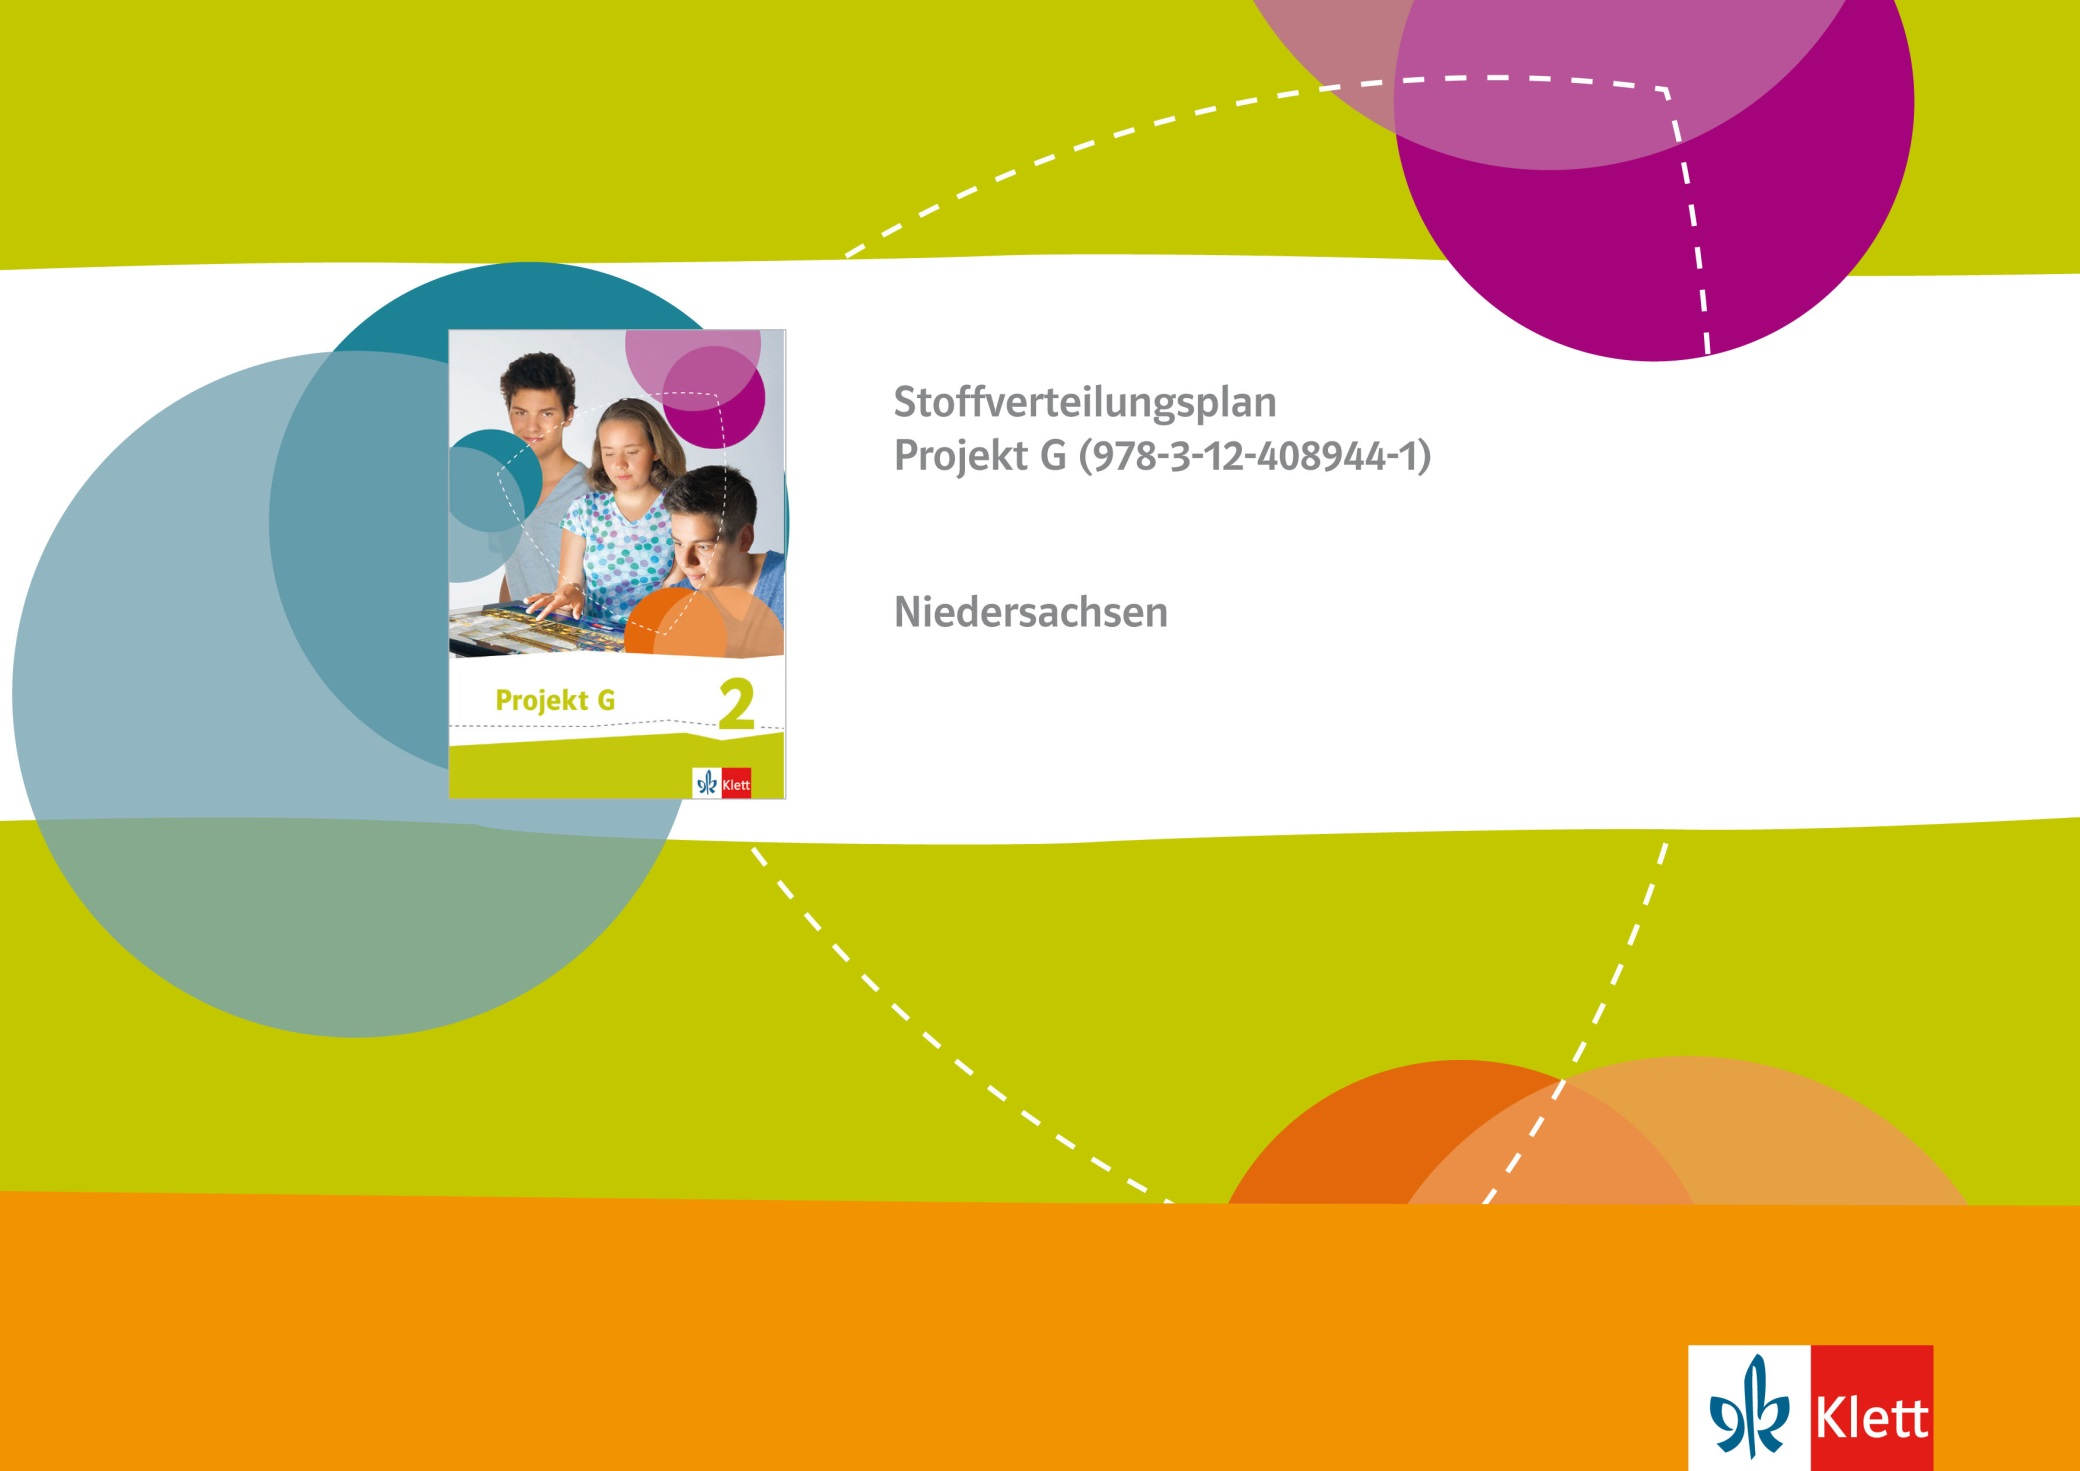 Stoffverteilungsplan
Projekt G (978-3-12-408944-1)
Niedersachsen
Projekt G
2
Klett
Klett